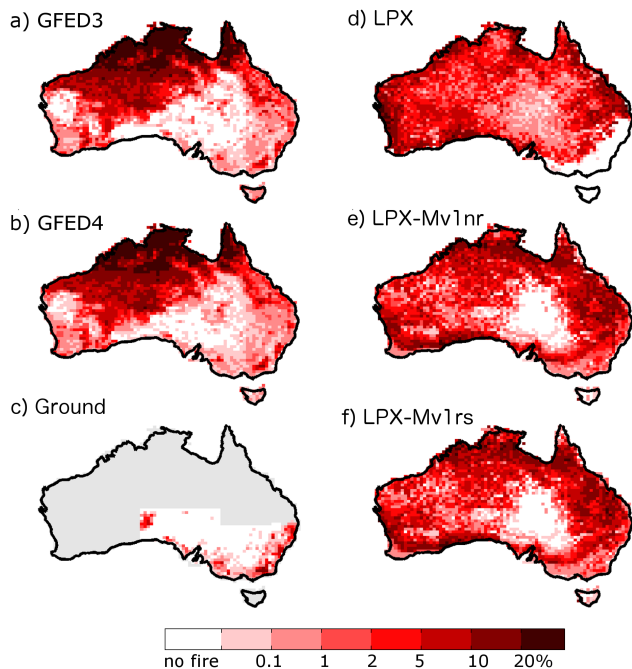 a) GFED3
d) LPX
b) GFED4
e) LPX-Mv1nr
c) Ground
f) LPX-Mv1rs
no fire 0.1 1 2 5 10 20%